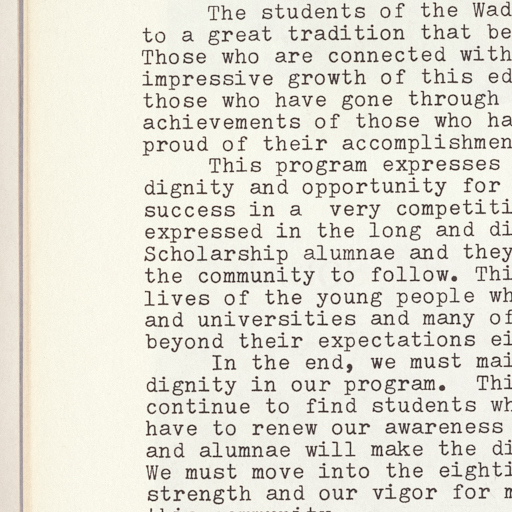 The students of the Wad
to a great tradition that be
Those who are connected with
impressive growth of this ed
those who have gone through
achievements of those who ha
proud of their accomplishmen
This program expresses
dignity and opportunity for
success in a  very competiti
expressed in the long and di
Scholarship alumnae and they
the community to follow. Thi
lives of the young people wh
and universities and many of
beyond their expectations ei
In the end, we must mai
dignity in our program.  Thi
continue to find students wh
have to renew our awareness
and alumnae will make the di
We must move into the eighti
strength and our vigor for m